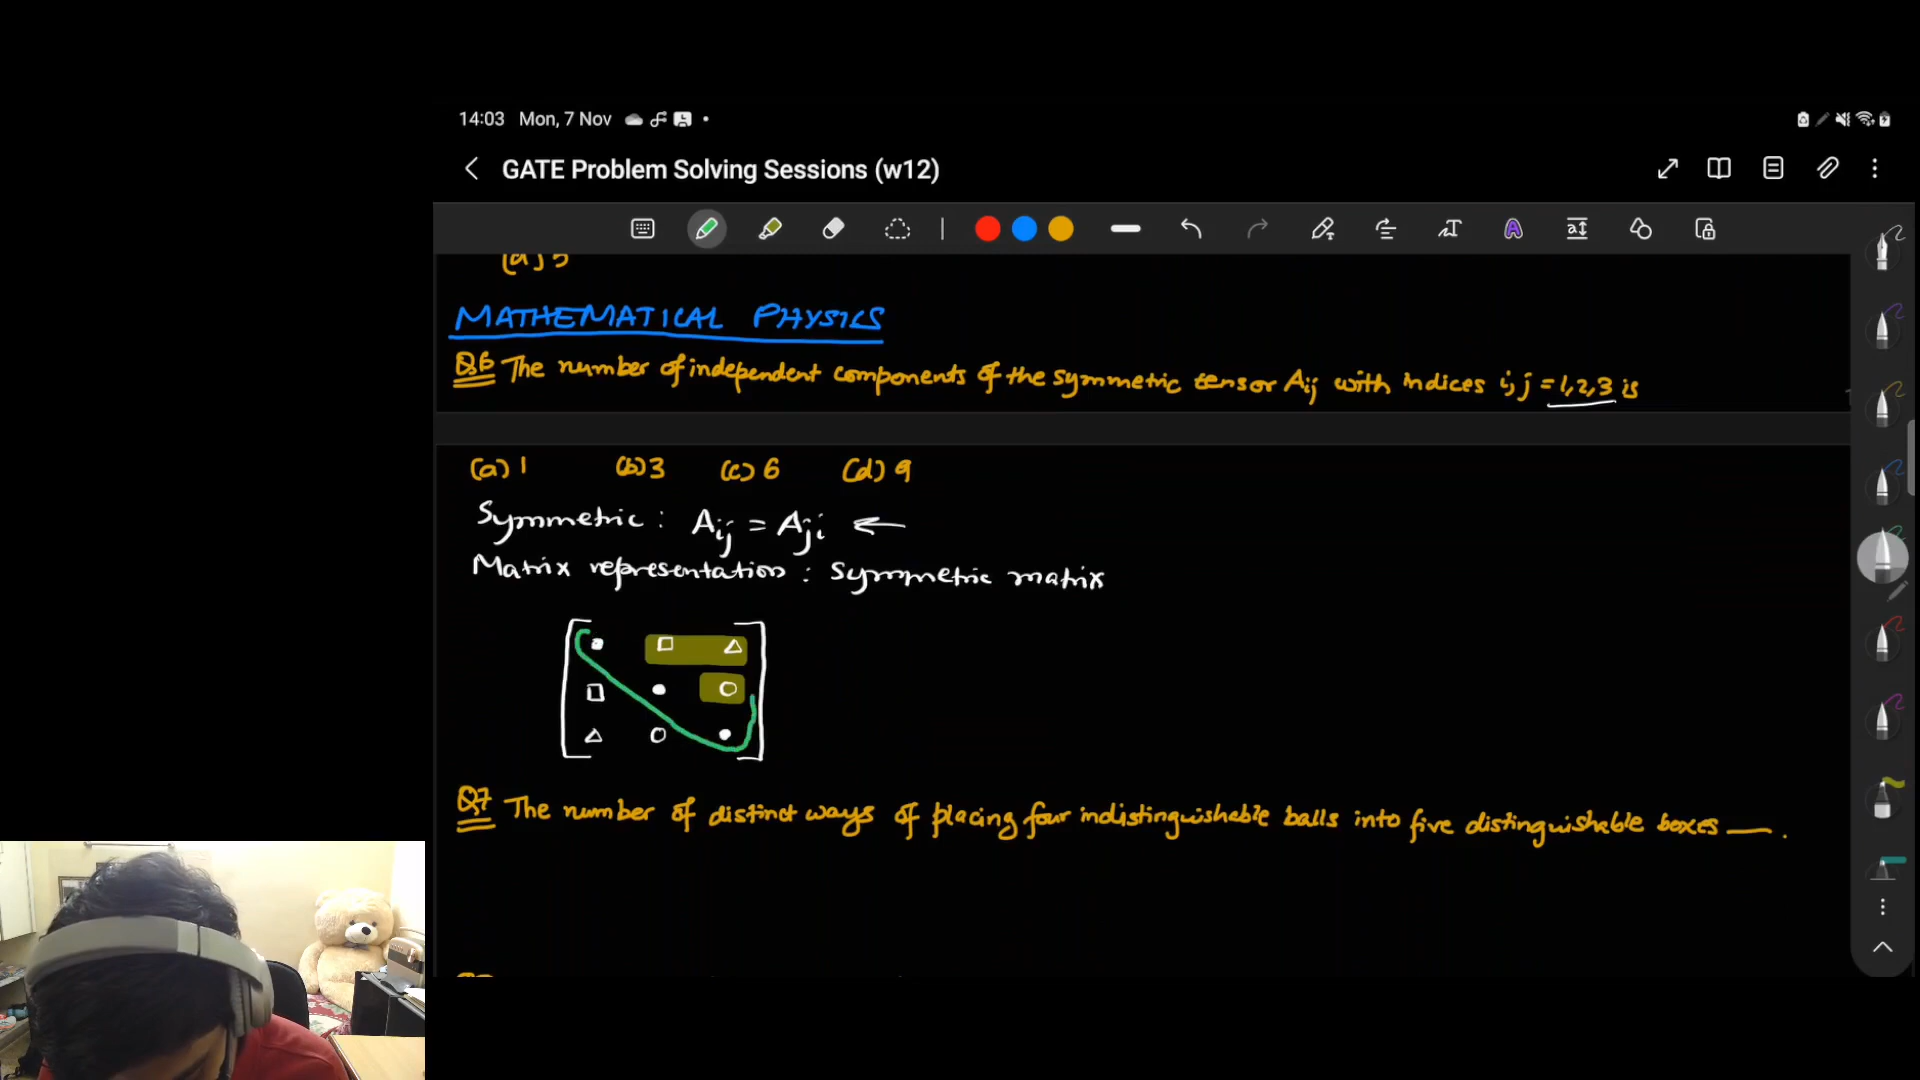 14:03 Mon, 7 Nov
GATE Problem Solving Sessions (w12)
(d) 5
MATHEMATICAL PHYSICS
Q6 The number of independent components of the symmetric tensor Aij with indices i, j = 1, 2, 3 is
(a) 1 (b) 3 (c) 6 (d) 9
Symmetric : Aij = Aji ←
Matrix representation : Symmetric matrix
Q7 The number of distinct ways of placing four indistinguishable balls into five distinguishable boxes ___ .